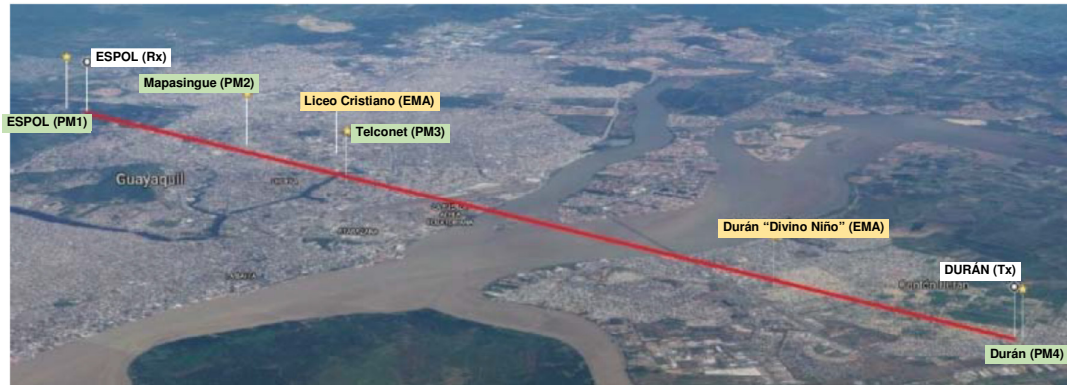 ESPOL (Rx)
Mapasingue (PM2)
Liceo Cristiano (EMA)
ESPOL (PM1)
Telconet (PM3)
Guayaquil
Durán “Divino Niño” (EMA)
DURÁN (Tx)
Durán (PM4)